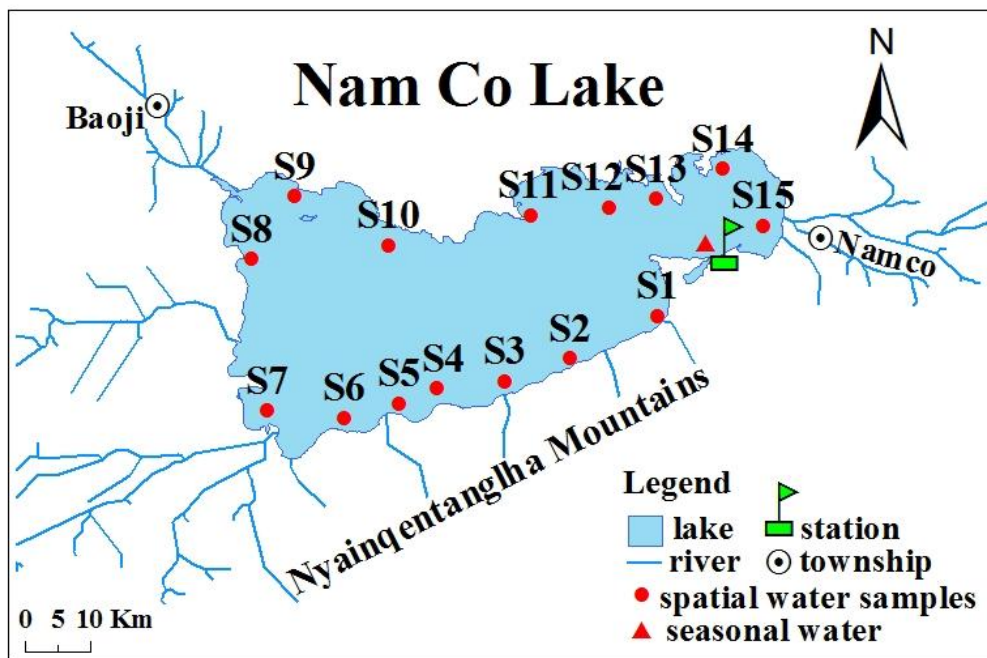 Nam Co Lake
N
Baoji
S9
S14
S13
S12
S11
S15
S10
S8
Namco
S1
S2
S3
S4
S5
S6
S7
Nyainqentanglha Mountains
Legend
lake
station
river
township
spatial water samples
seasonal water
0 5 10 Km